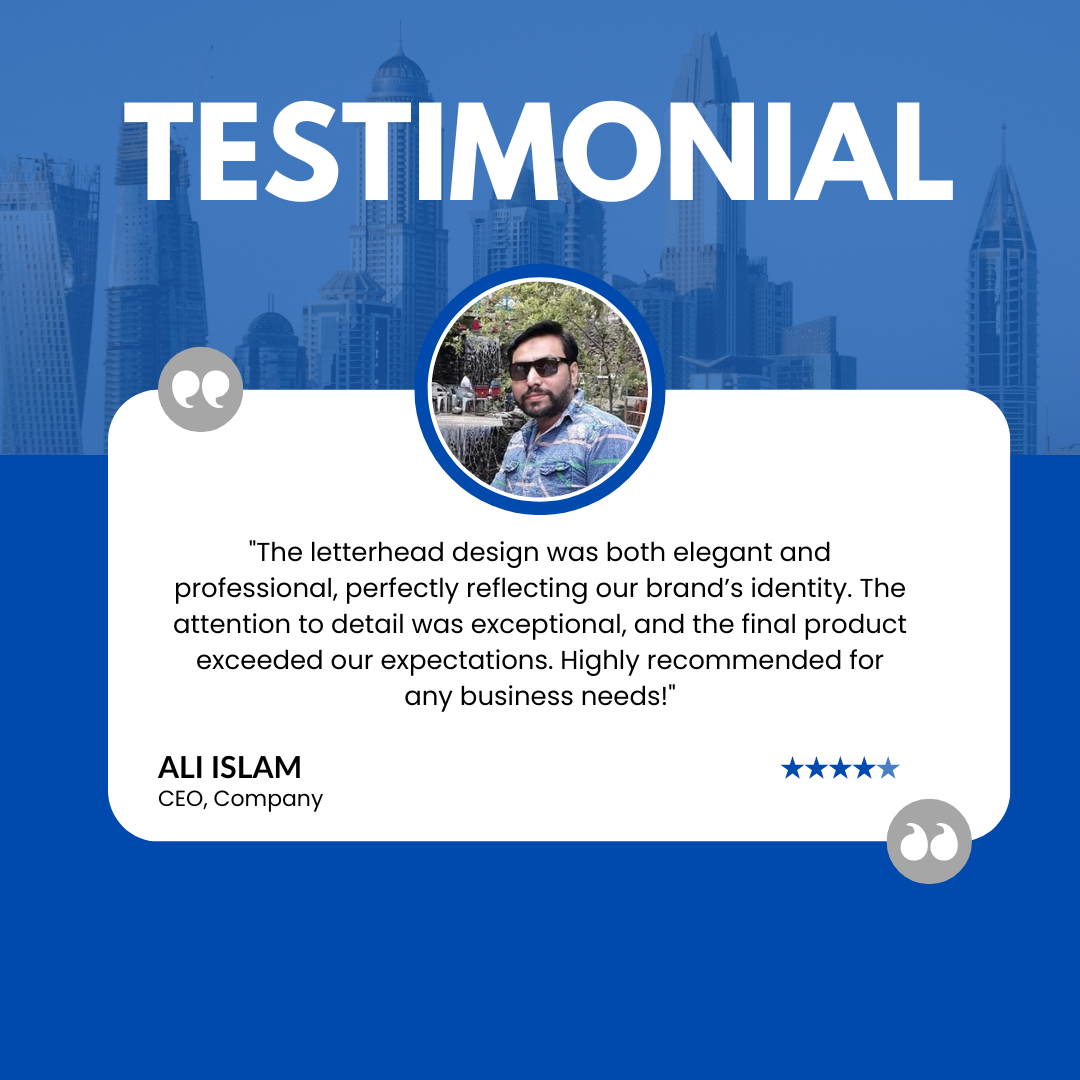 TESTIMONIAL
"The letterhead design was both elegant and
professional, perfectly reflecting our brand’s identity. The
attention to detail was exceptional, and the final product
exceeded our expectations. Highly recommended for
any business needs!"
ALI ISLAM
CEO, Company